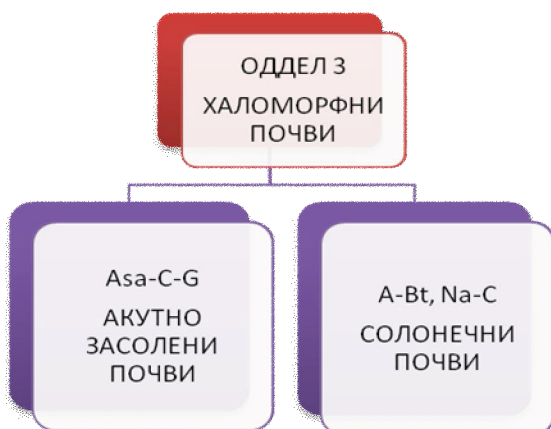 ОДДЕЛ 3
ХАЛОМОРФНИ
ПОЧВИ
Asa-C-G
АКУТНО
ЗАСОЛЕНИ
ПОЧВИ
A-Bt, Na-C
СОЛОНЕЧНИ
ПОЧВИ